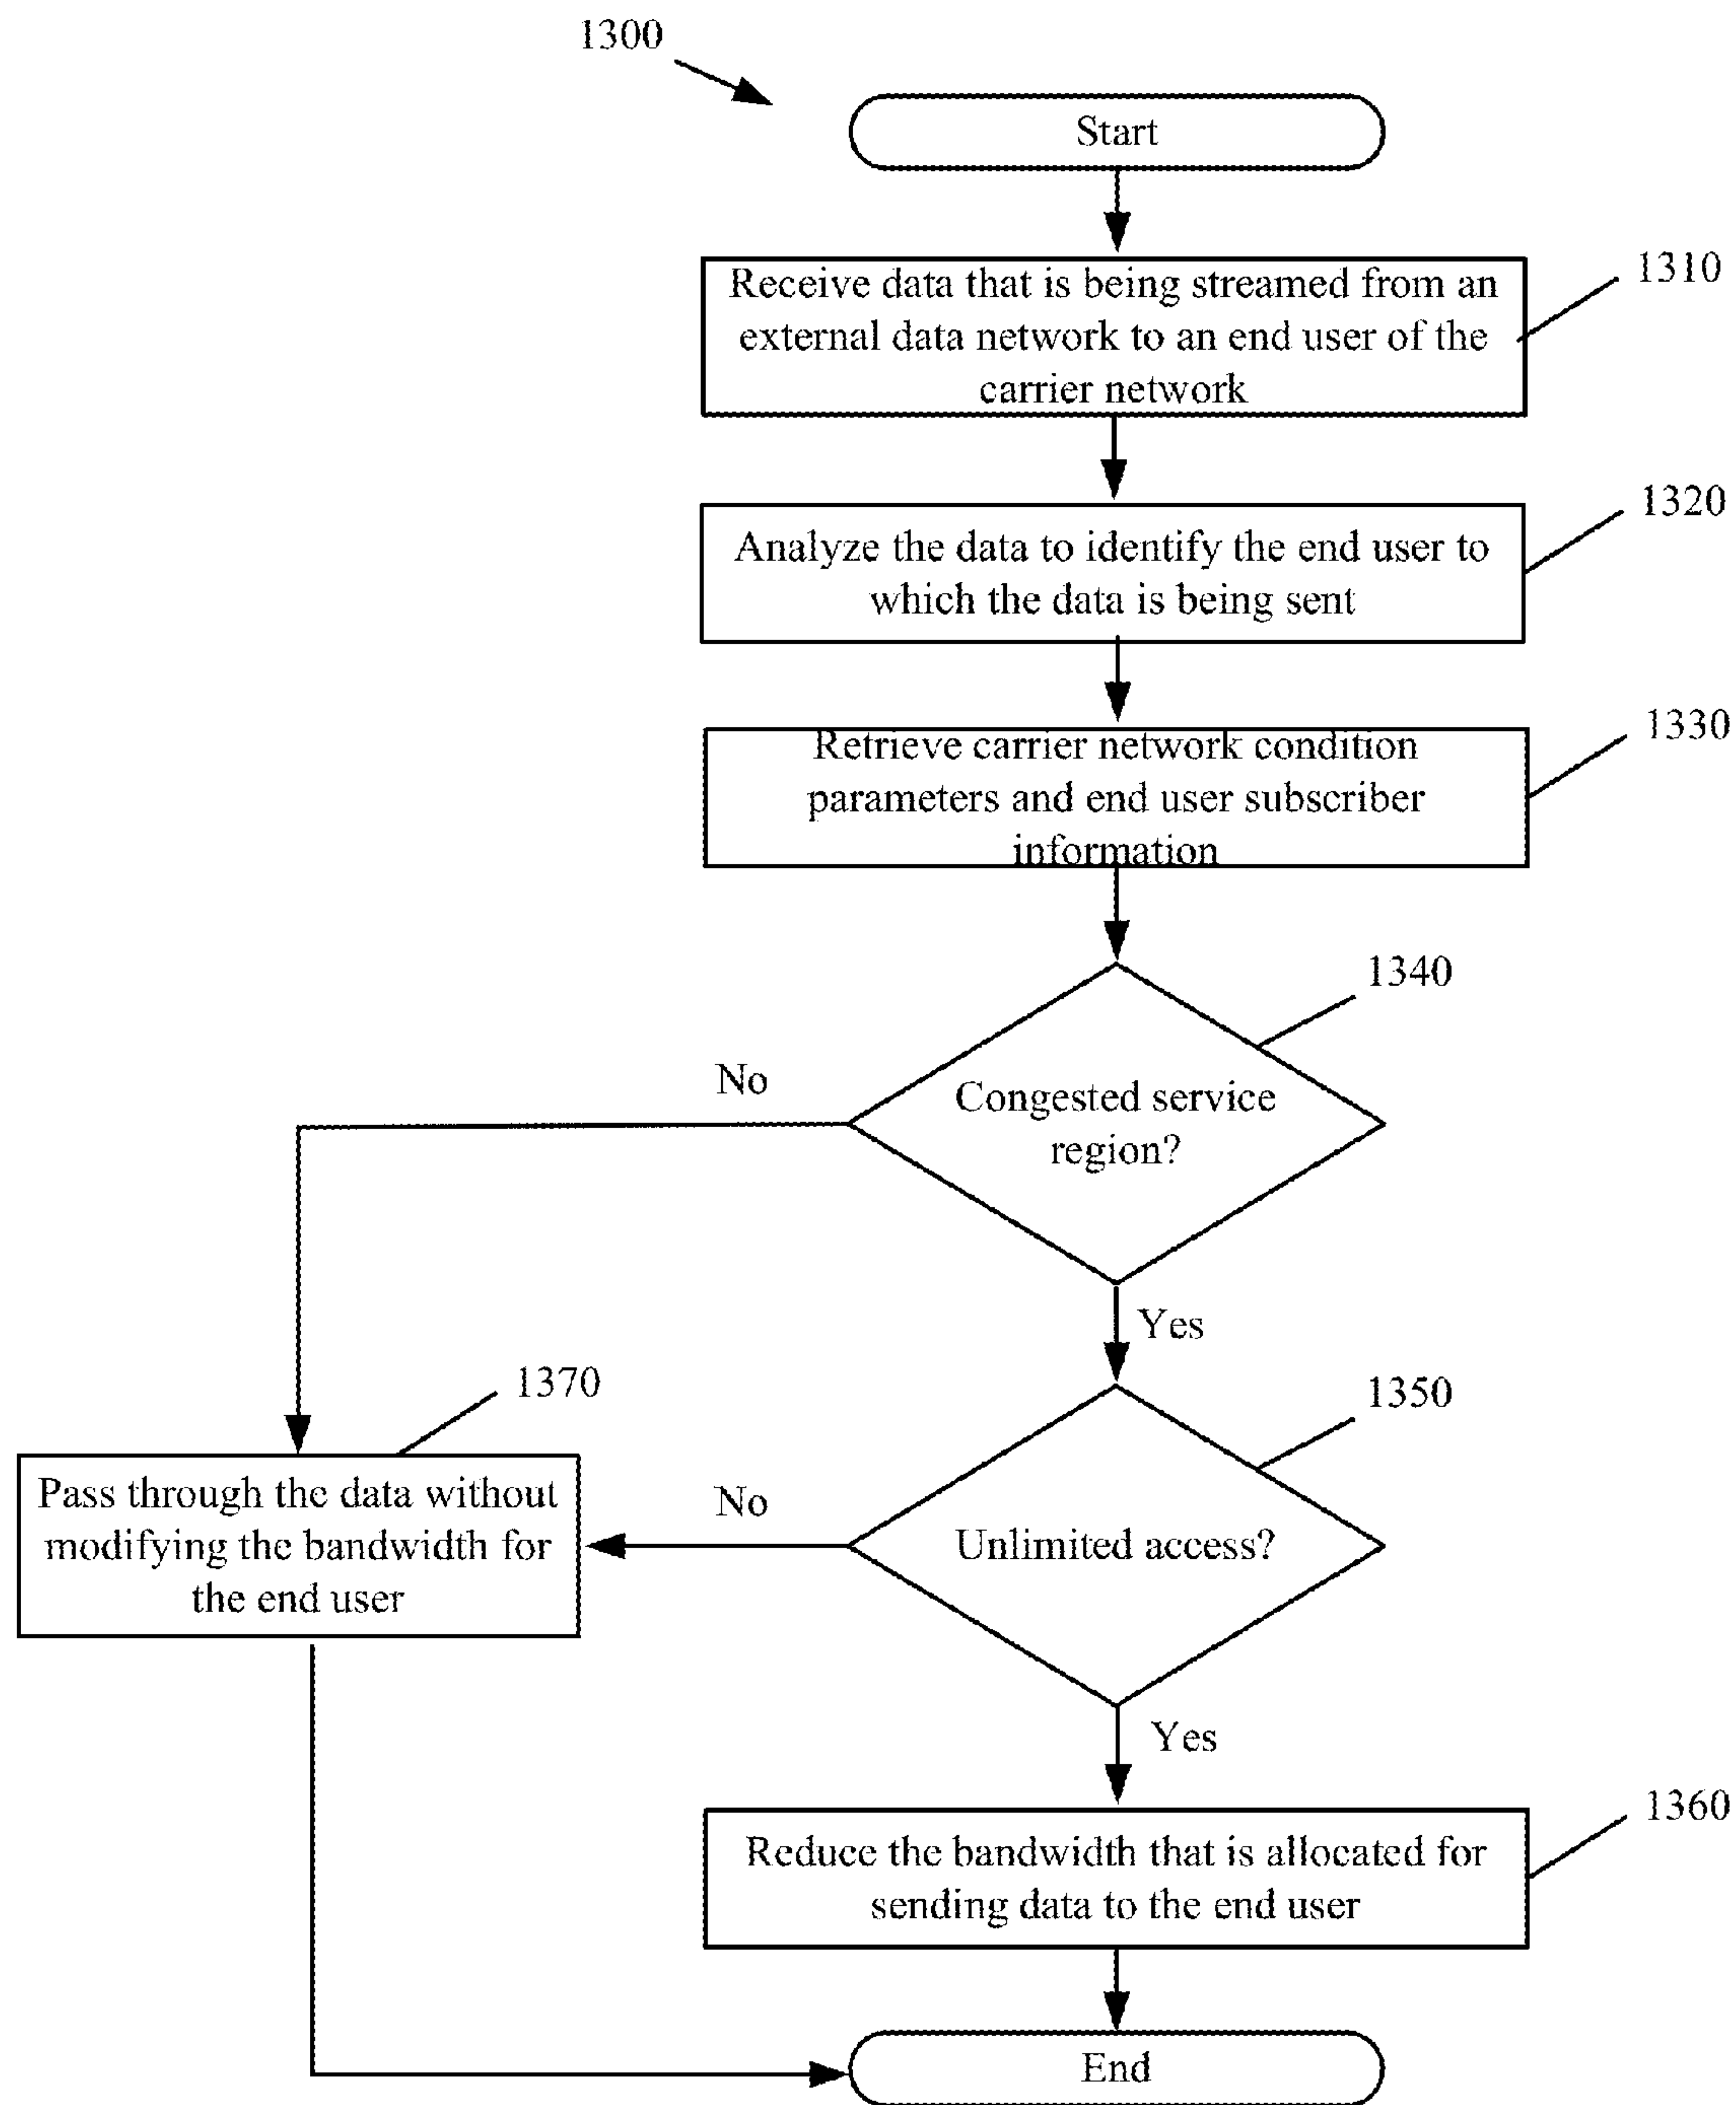 1300
Start
Receive data that is being streamed from an
external data network to an end user of the
carrier network
1310
Analyze the data to identify the end user to
which the data is being sent
1320
Retrieve carrier network condition
parameters and end user subscriber
information
1330
Congested service
region?
1340
No
Yes
Unlimited access?
1350
No
Pass through the data without
modifying the bandwidth for
the end user
1370
Yes
Reduce the bandwidth that is allocated for
sending data to the end user
1360
End